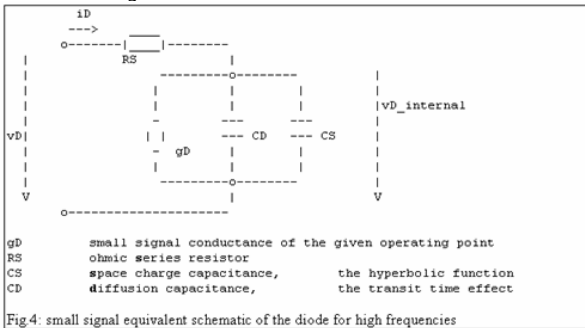 iD
RS
vD_internal
vD
gD
CD
CS
gD small signal conductance of the given operating point
RS ohmic series resistor
CS space charge capacitance, the hyperbolic function
CD diffusion capacitance, the transit time effect
Fig.4: small signal equivalent schematic of the diode for high frequencies